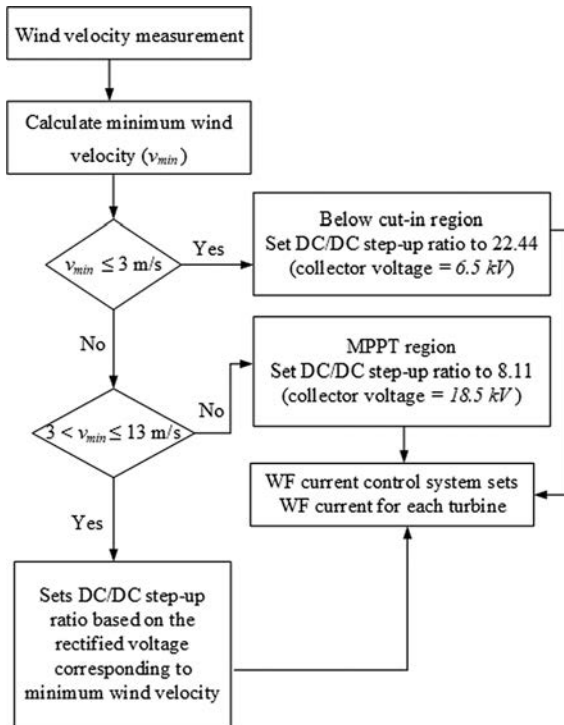 Wind velocity measurement
Calculate minimum wind
velocity (vmin)
vmin ≤ 3 m/s
Yes
Below cut-in region
Set DC/DC step-up ratio to 22.44
(collector voltage = 6.5 kV)
No
MPPT region
Set DC/DC step-up ratio to 8.11
(collector voltage = 18.5 kV)
3 < vmin ≤ 13 m/s
No
WF current control system sets
WF current for each turbine
Yes
Sets DC/DC step-up
ratio based on the
rectified voltage
corresponding to
minimum wind velocity